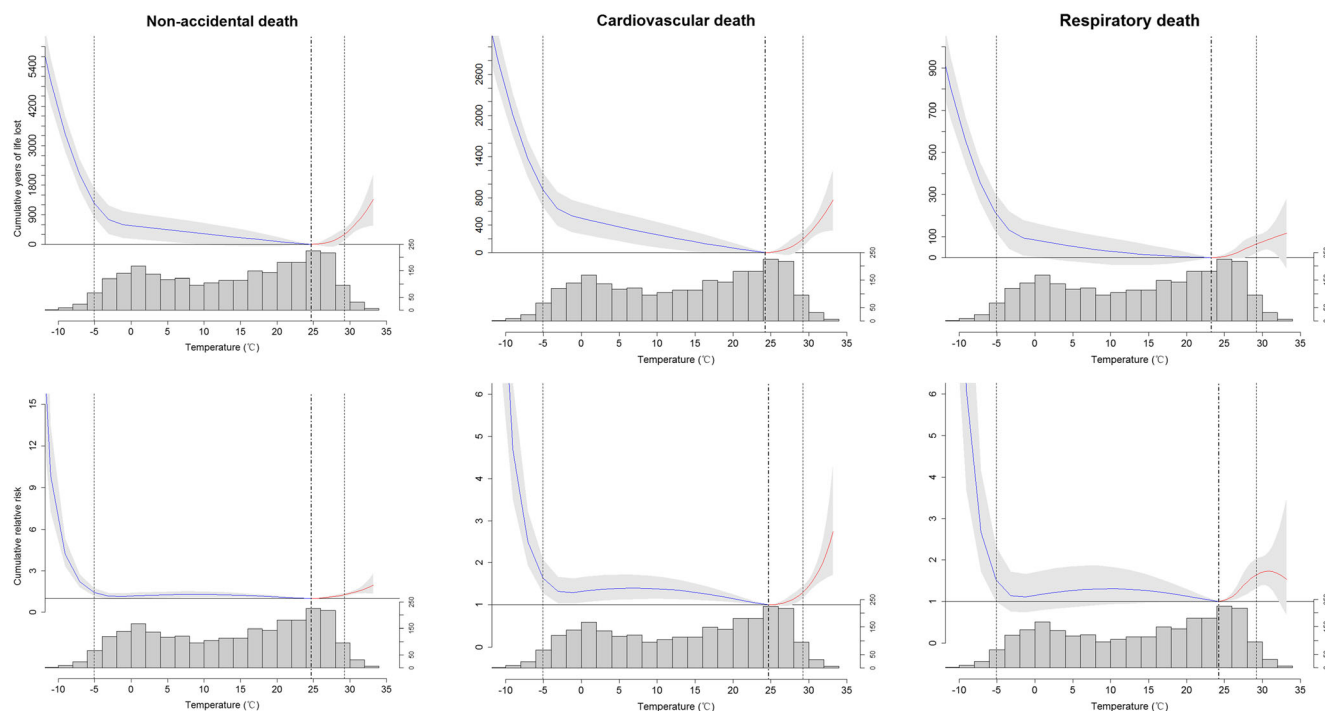 Non-accidental death
Cardiovascular death
Respiratory death
Cumulative years of life lost
0 900 1800 3000 4200 5400
0 50 150 250
-10 -5 0 5 10 15 20 25 30 35
Temperature (℃)
0 400 800 1400 2000 2600
0 50 150 250
-10 -5 0 5 10 15 20 25 30 35
Temperature (℃)
0 100 300 500 700 900
0 50 150
-10 -5 0 5 10 15 20 25 30 35
Temperature (℃)
Cumulative relative risk
0 1 3 6 9 12 15
0 50 150 250
-10 -5 0 5 10 15 20 25 30 35
Temperature (℃)
0 1 2 3 4 5 6
0 50 150 250
-10 -5 0 5 10 15 20 25 30 35
Temperature (℃)
0 1 2 3 4 5 6
0 50 150
-10 -5 0 5 10 15 20 25 30 35
Temperature (℃)